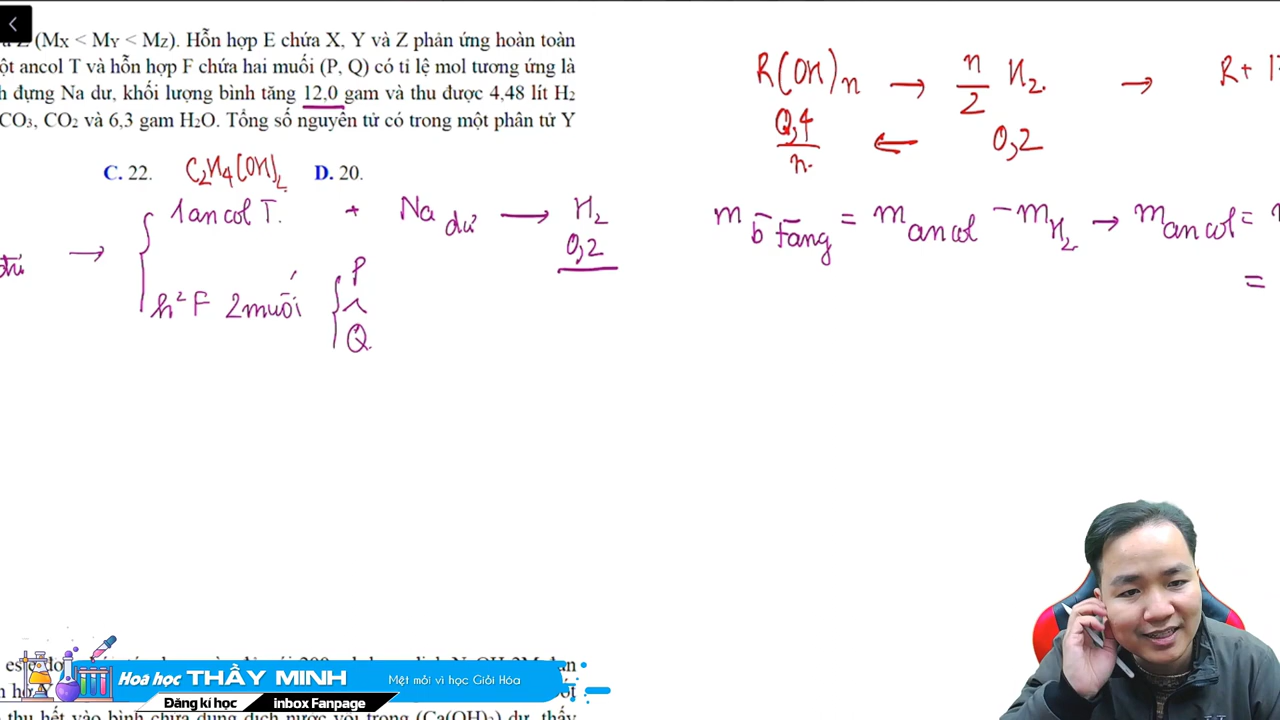 (Mx < MY < MZ). Hỗn hợp E chứa X, Y và Z phản ứng hoàn toàn
ột ancol T và hỗn hợp F chứa hai muối (P, Q) có tỉ lệ mol tương ứng là
h đựng Na dư, khối lượng bình tăng 12,0 gam và thu được 4,48 lít H2
CO3, CO2 và 6,3 gam H2O. Tổng số nguyên tử có trong một phân tử Y
C. 22. D. 20.
C2H4(OH)2
1 ancol T. + Na dư → H2
0,2
→
h² F 2 muối { P
Q
R(OH)n → n/2 H2 → R+
0,4/n ← 0,2
m b tăng = m ancol − mH2 → m ancol =
=
Hoá học THẦY MINH
Mệt mỏi vì học Giỏi Hóa
Đăng kí học
inbox Fanpage